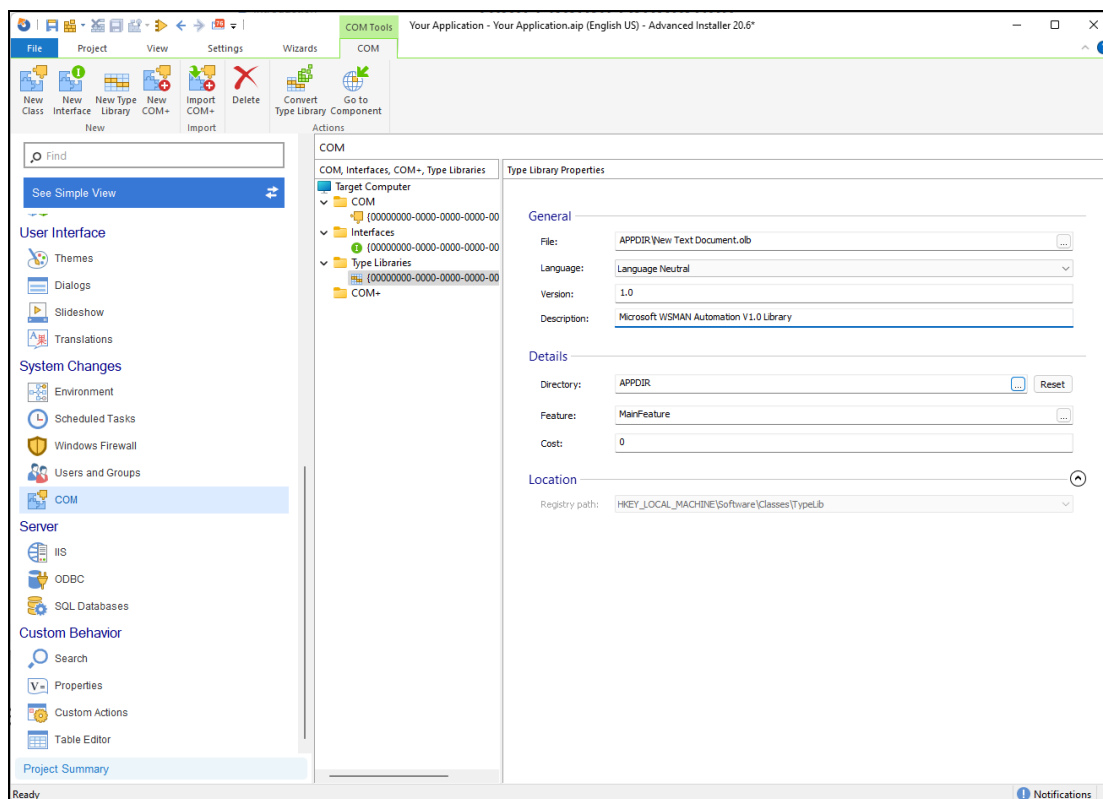 COM Tools
Your Application - Your Application.aip (English US) - Advanced Installer 20.6*
File Project View Settings Wizards COM
New Class
New Interface
New Type Library
New COM+
Import COM+
Delete
Convert Type Library
Go to Component
New Import Actions
Find
See Simple View
User Interface
Themes
Dialogs
Slideshow
Translations
System Changes
Environment
Scheduled Tasks
Windows Firewall
Users and Groups
COM
Server
IIS
ODBC
SQL Databases
Custom Behavior
Search
Properties
Custom Actions
Table Editor
Project Summary
COM
COM, Interfaces, COM+, Type Libraries
Target Computer
COM
{00000000-0000-0000-0000-00
Interfaces
{00000000-0000-0000-0000-00
Type Libraries
{00000000-0000-0000-0000-00
COM+
Type Library Properties
General
File: APPDIR\New Text Document.olb ...
Language: Language Neutral
Version: 1.0
Description: Microsoft WSMAN Automation V1.0 Library
Details
Directory: APPDIR ... Reset
Feature: MainFeature ...
Cost: 0
Location
Registry path: HKEY_LOCAL_MACHINE\Software\Classes\TypeLib
Ready
Notifications